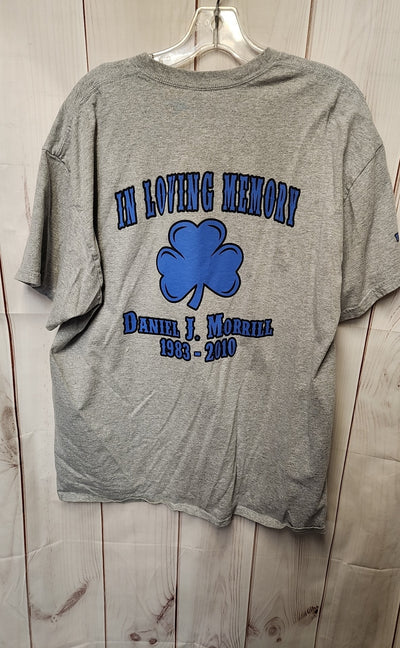 IN LOVING MEMORY
DANIEL J. MORRILL
1983 - 2010